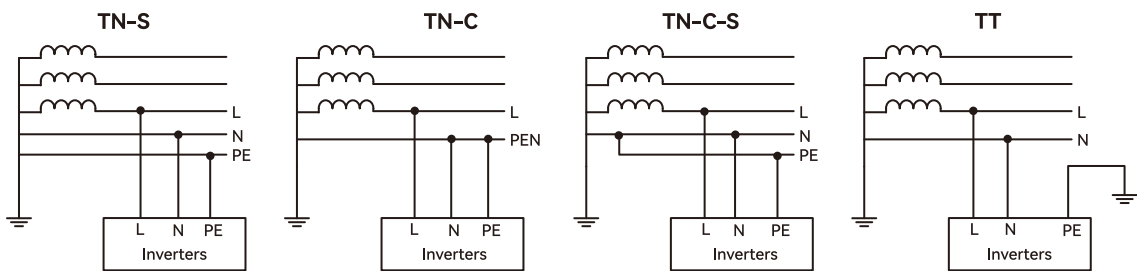 TN-S
TN-C
TN-C-S
TT
L
N
PE
L
PEN
L
N
PE
L
N
L N PE
Inverters
L N PE
Inverters
L N PE
Inverters
L N PE
Inverters